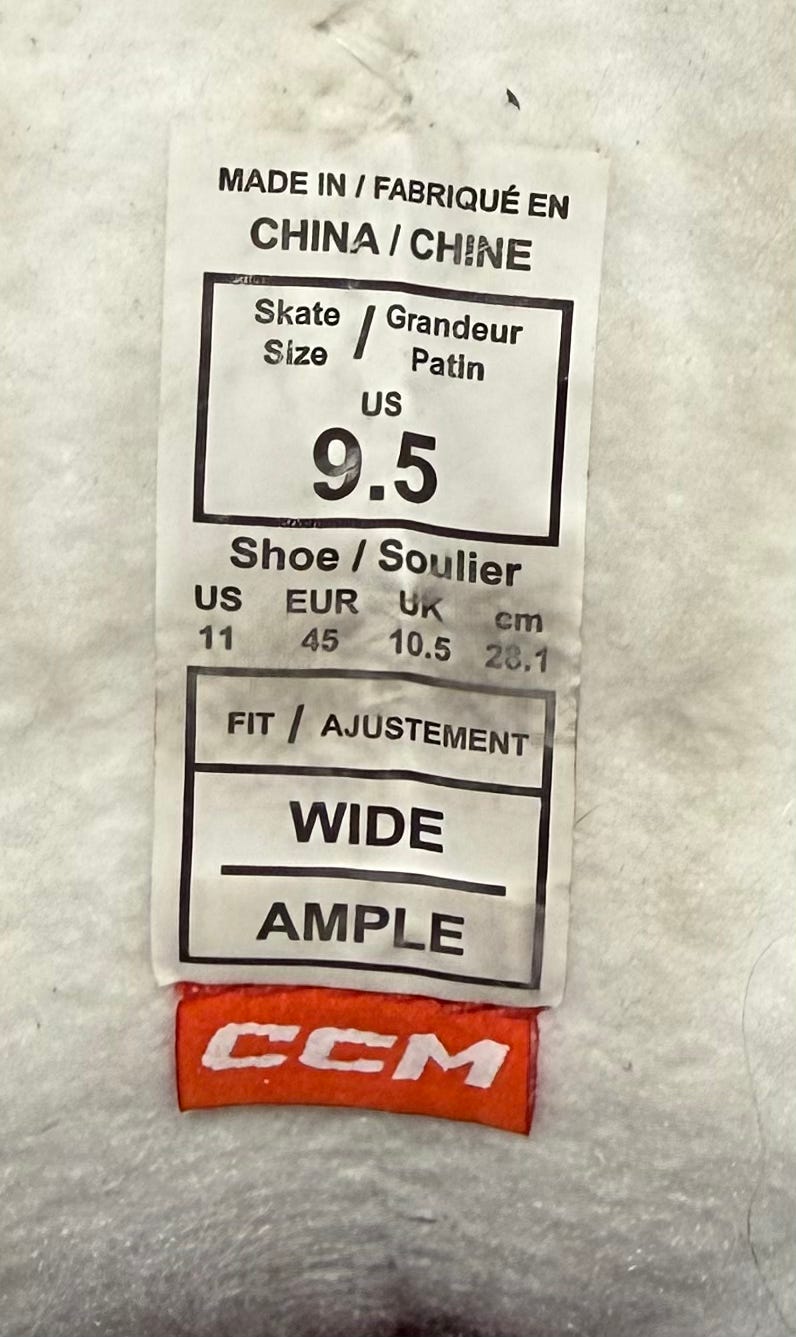 MADE IN / FABRIQUÉ EN
CHINA / CHINE
Skate Size / Grandeur Patin
US
9.5
Shoe / Soulier
US EUR UK cm
11 45 10.5 28.1
FIT / AJUSTEMENT
WIDE
AMPLE
CCM